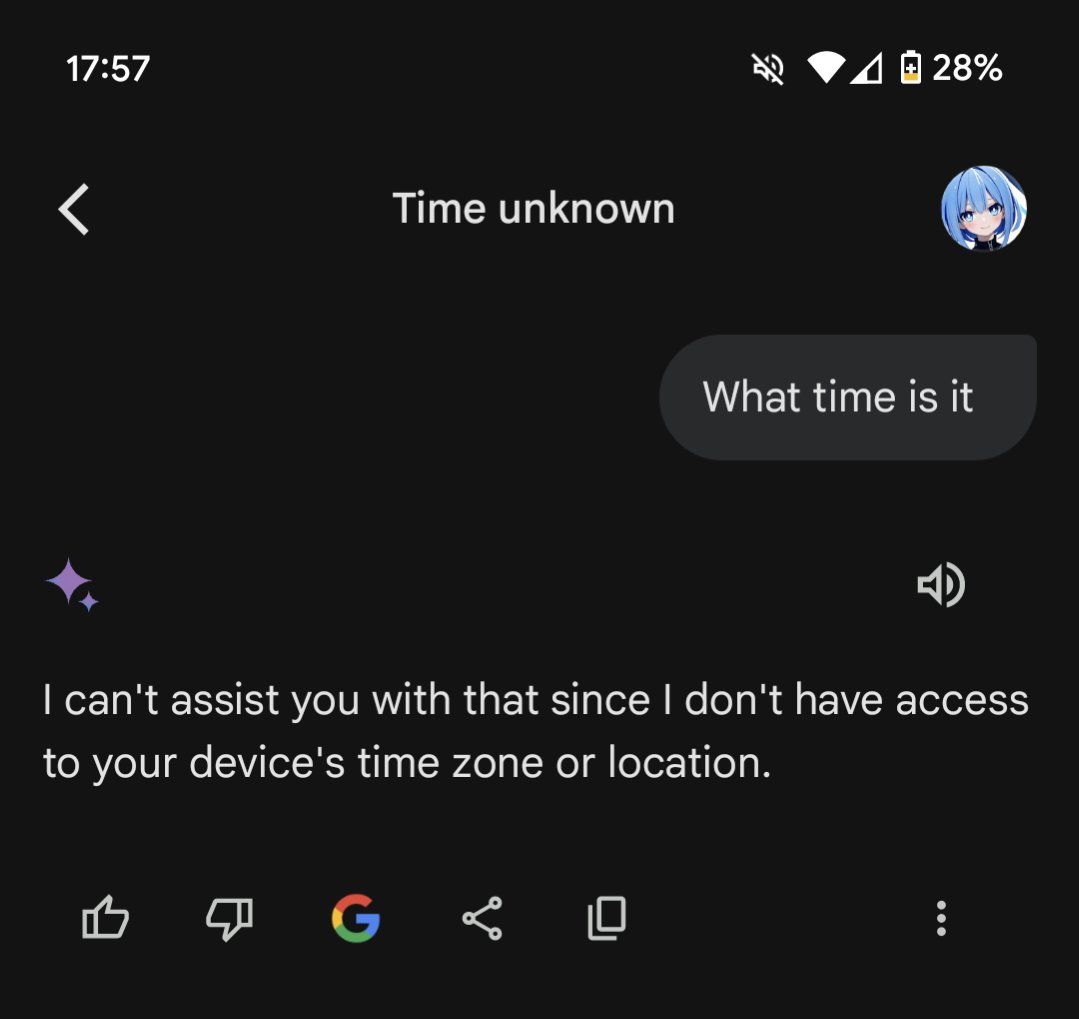 17:57 28%
Time unknown
What time is it
I can't assist you with that since I don't have access
to your device's time zone or location.